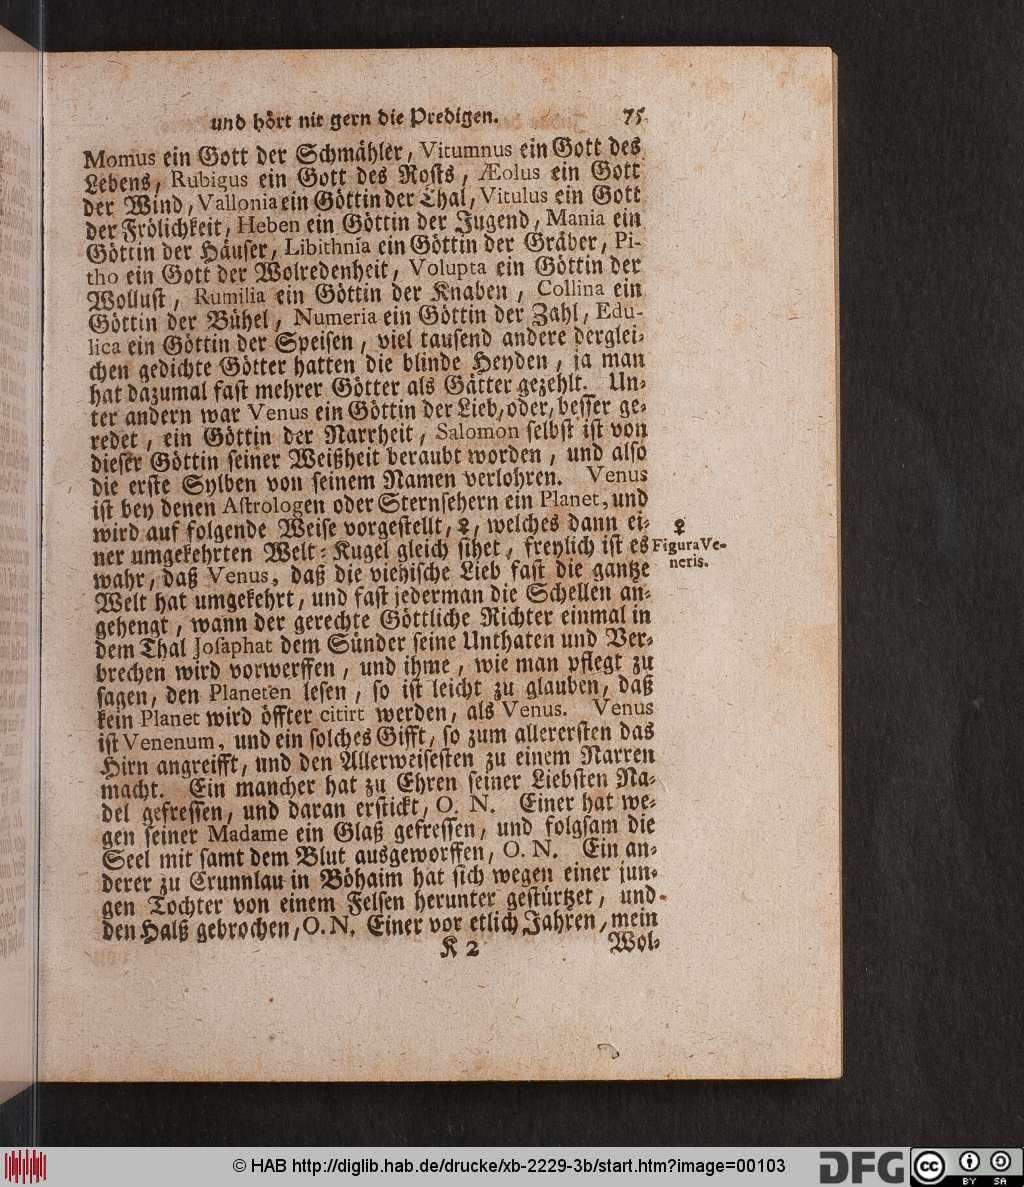 und hört nit gern die Predigen. 75
Momus ein Gott der Schmähler, Vitumnus ein Gott des
Lebens, Rubigus ein Gott des Rosts, Æolus ein Gott
der Wind, Vallonia ein Göttin der Thal, Vitulus ein Gott
der Frölichkeit, Heben ein Göttin der Jugend, Mania ein
Göttin der Häuser, Libithnia ein Göttin der Gräber, Pi-
tho ein Gott der Wolredenheit, Volupta ein Göttin der
Wollust, Rumilia ein Göttin der Knaben, Collina ein
Göttin der Bühel, Numeria ein Göttin der Zahl, Edu-
lica ein Göttin der Speisen, viel tausend andere derglei-
chen gedichte Götter hatten die blinde Heyden, ja man
hat dazumal fast mehrer Götter als Gätter gezehlt. Un-
ter andern war Venus ein Göttin der Lieb, oder, besser ge-
redet, ein Göttin der Narrheit, Salomon selbst ist von
dieser Göttin seiner Weißheit beraubt worden, und also
die erste Sylben von seinem Namen verlohren. Venus
ist bey denen Astrologen oder Sternsehern ein Planet, und
wird auf folgende Weise vorgestellt, ♀, welches dann ei-
ner umgekehrten Welt-Kugel gleich sihet, freylich ist es
wahr, daß Venus, daß die viehische Lieb fast die gantze
Welt hat umgekehrt, und fast jederman die Schellen an-
gehengt, wann der gerechte Göttliche Richter einmal in
dem Thal Josaphat dem Sünder seine Unthaten und Ver-
brechen wird vorwerffen, und ihme, wie man pflegt zu
sagen, den Planeten lesen, so ist leicht zu glauben, daß
kein Planet wird öffter citirt werden, als Venus. Venus
ist Venenum, und ein solches Gifft, so zum allerersten das
Hirn angreifft, und den Allerweisesten zu einem Narren
macht. Ein mancher hat zu Ehren seiner Liebsten Na-
del gefressen, und daran erstickt, O. N. Einer hat we-
gen seiner Madame ein Glaß gefressen, und folgsam die
Seel mit samt dem Blut ausgeworffen, O. N. Ein an-
derer zu Crunnlau in Böhaim hat sich wegen einer jun-
gen Tochter von einem Felsen herunter gestürtzet, und
den Halß gebrochen, O. N. Einer vor etlich Jahren, mein
K 2 Wol-
♀
Figura Ve-
neris.
© HAB http://diglib.hab.de/drucke/xb-2229-3b/start.htm?image=00103
DFG
cc BY SA